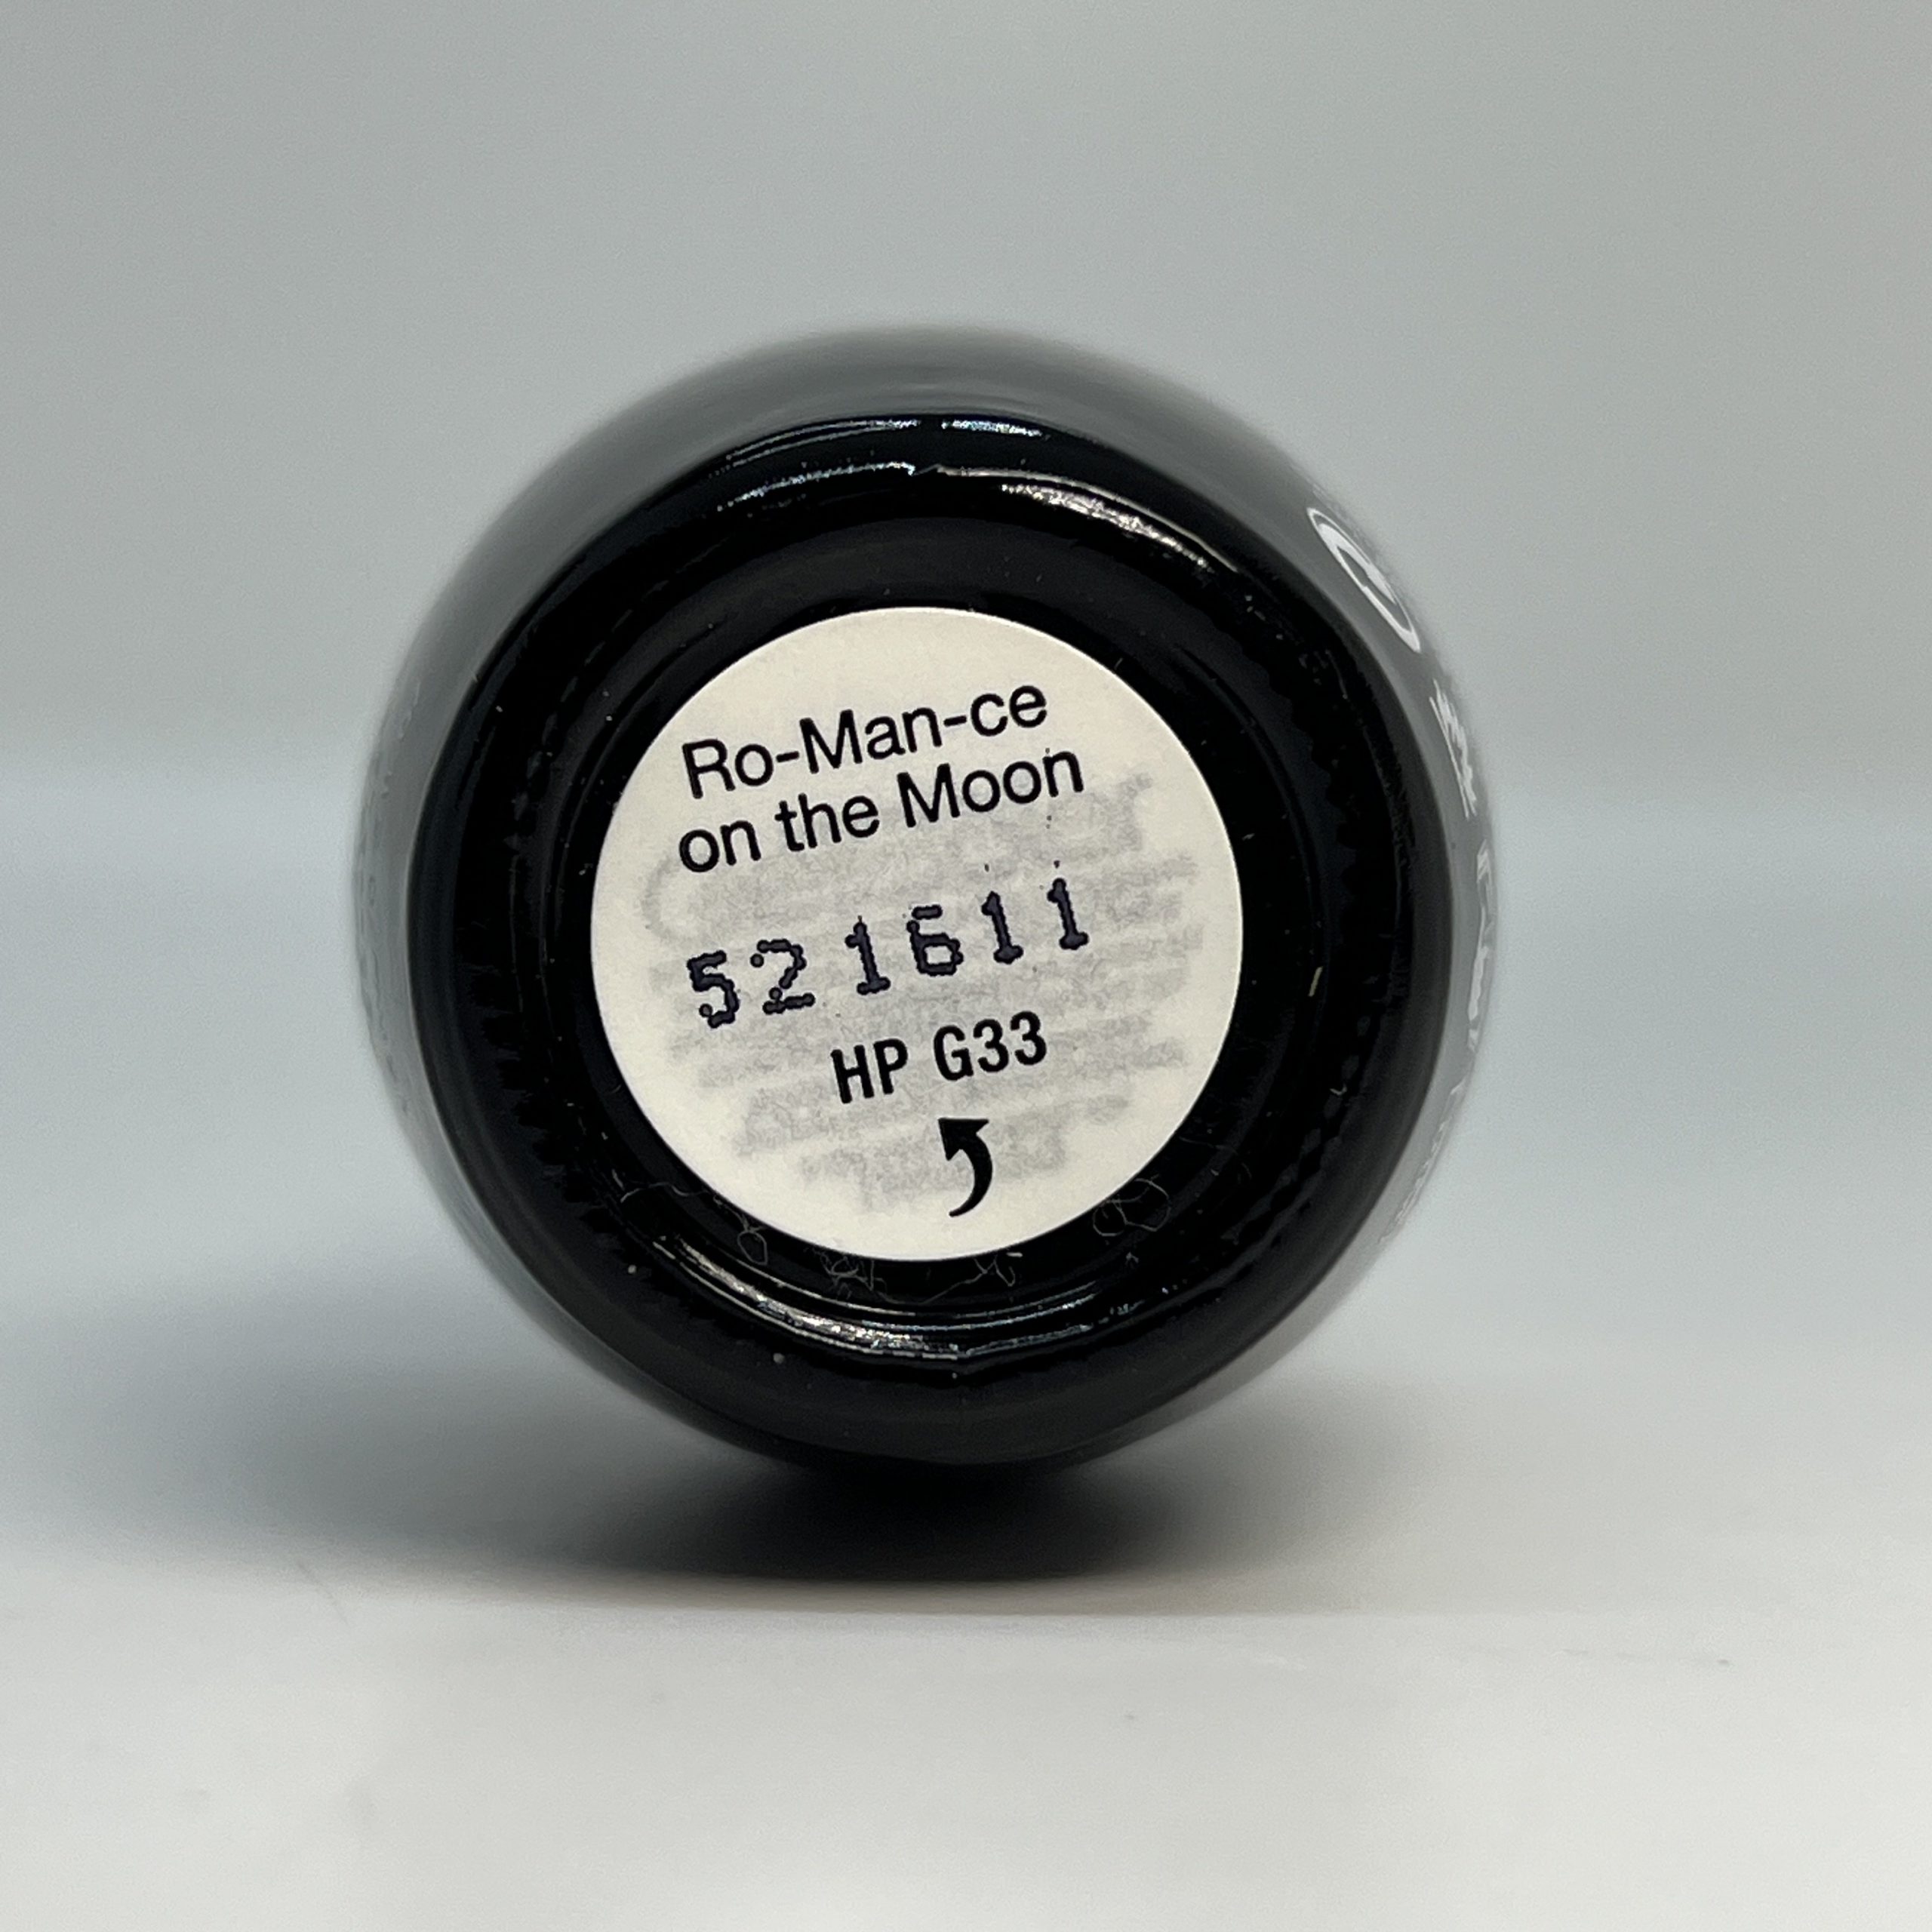 Ro-Man-ce
on the Moon
521611
HP G33